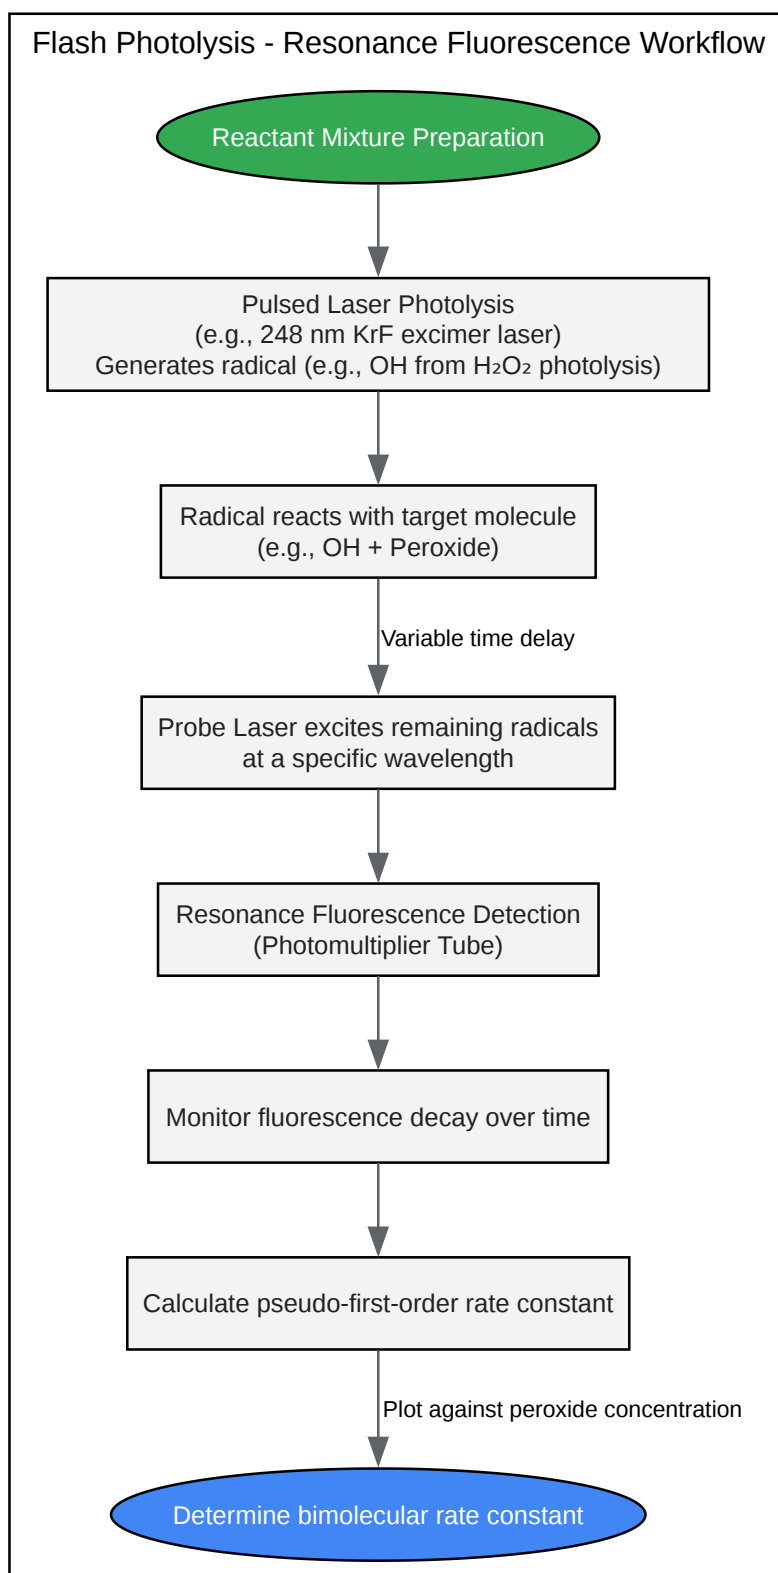 Flash Photolysis - Resonance Fluorescence Workflow
Reactant Mixture Preparation
Pulsed Laser Photolysis
(e.g., 248 nm KrF excimer laser)
Generates radical (e.g., OH from H₂O₂ photolysis)
Radical reacts with target molecule
(e.g., OH + Peroxide)
Variable time delay
Probe Laser excites remaining radicals
at a specific wavelength
Resonance Fluorescence Detection
(Photomultiplier Tube)
Monitor fluorescence decay over time
Calculate pseudo-first-order rate constant
Plot against peroxide concentration
Determine bimolecular rate constant